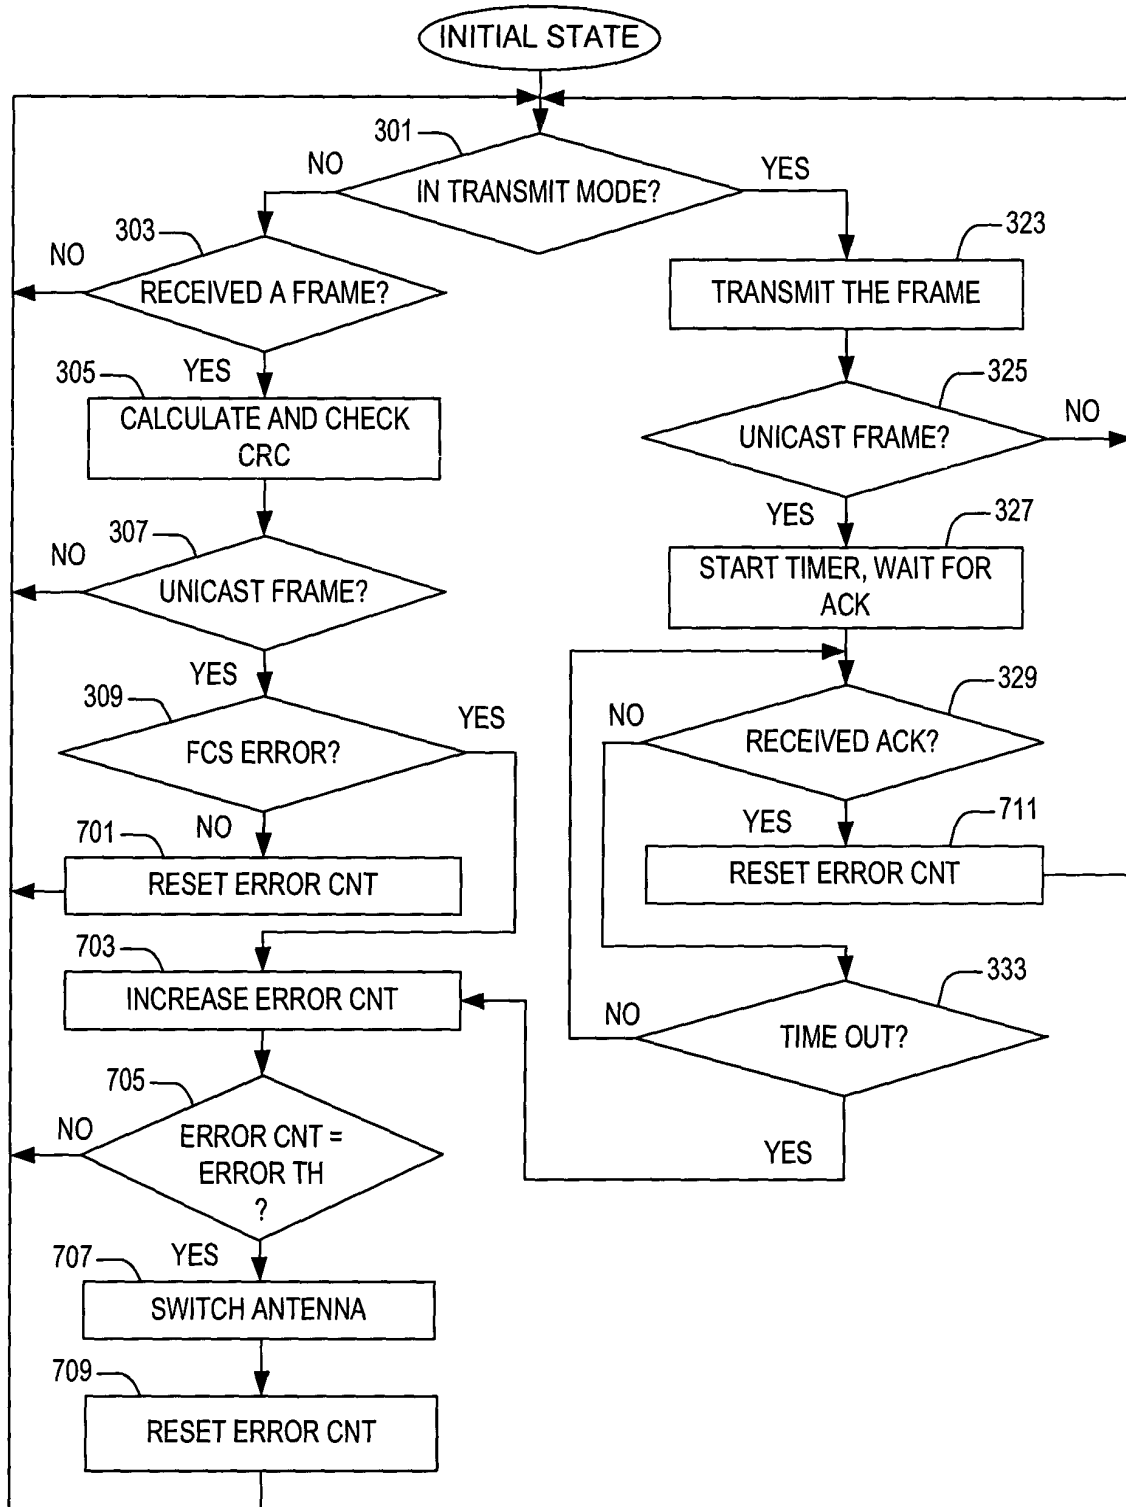 INITIAL STATE
301
NO
IN TRANSMIT MODE?
YES
303
NO
RECEIVED A FRAME?
YES
305
CALCULATE AND CHECK
CRC
307
NO
UNICAST FRAME?
YES
309
FCS ERROR?
YES
NO
701
RESET ERROR CNT
703
INCREASE ERROR CNT
705
NO
ERROR CNT =
ERROR TH
?
YES
707
SWITCH ANTENNA
709
RESET ERROR CNT
323
TRANSMIT THE FRAME
325
UNICAST FRAME?
NO
YES
327
START TIMER, WAIT FOR
ACK
329
NO
RECEIVED ACK?
YES
711
RESET ERROR CNT
333
NO
TIME OUT?
YES